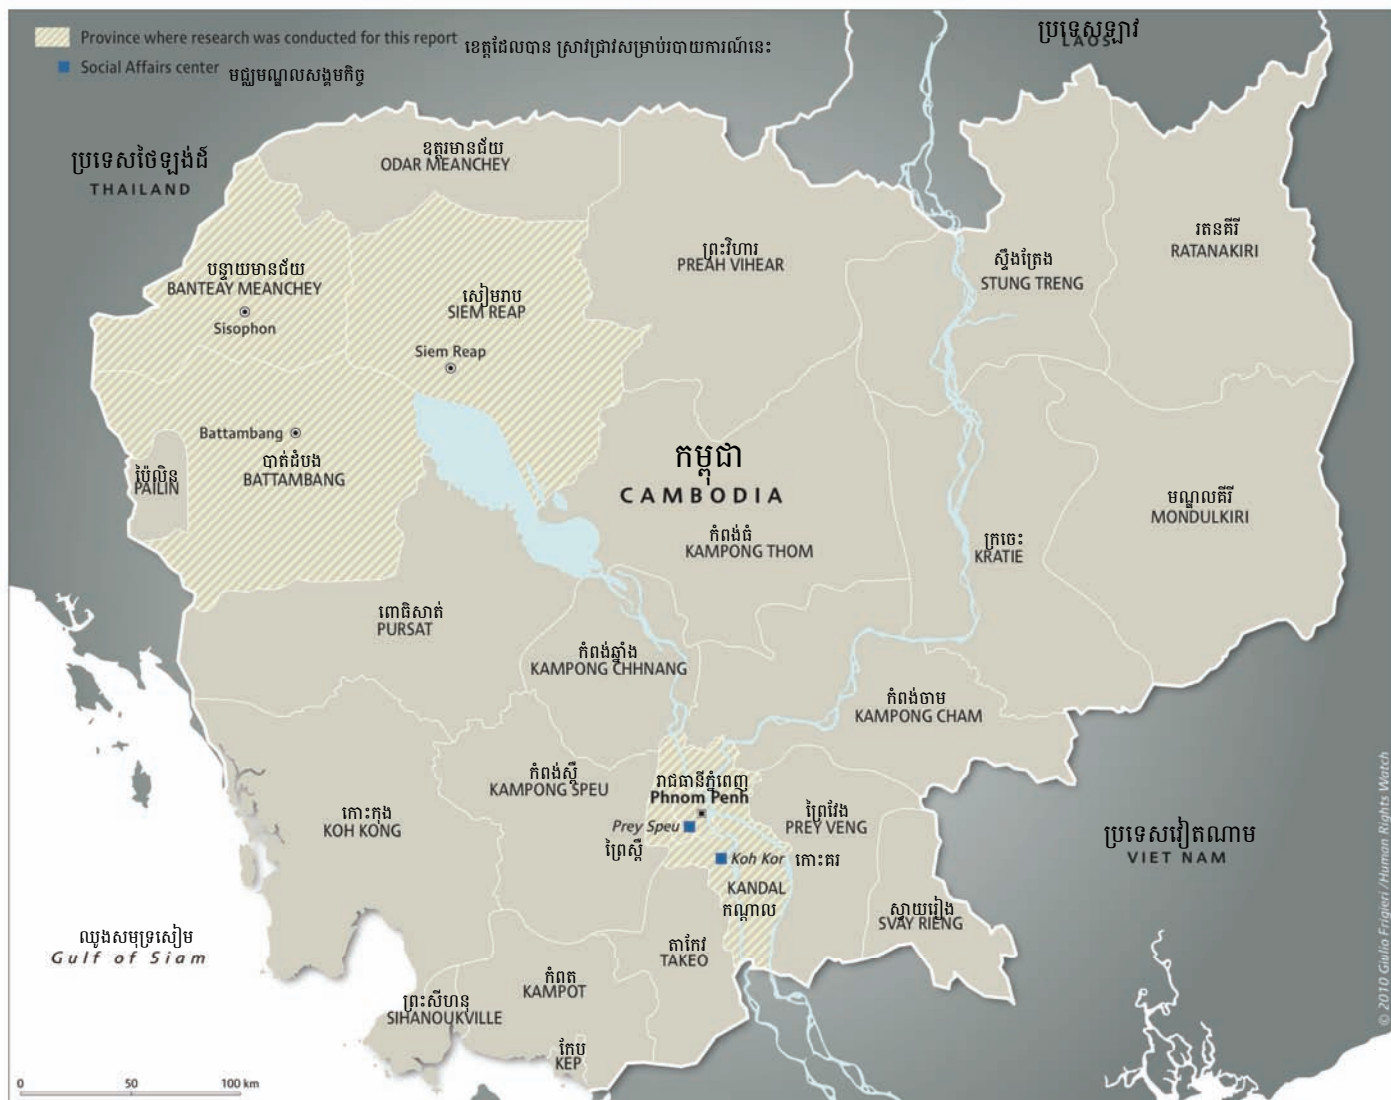 Province where research was conducted for this report ខេត្តដែលបាន ស្រាវជ្រាវសម្រាប់របាយការណ៍នេះ
Social Affairs center មជ្ឈមណ្ឌលសង្គមកិច្ច
ប្រទេសឡាវ
LAOS
ប្រទេសថៃឡង់ដ៍
THAILAND
ឧត្តរមានជ័យ
ODAR MEANCHEY
ព្រះវិហារ
PREAH VIHEAR
ស្ទឹងត្រែង
STUNG TRENG
រតនគីរី
RATANAKIRI
បន្ទាយមានជ័យ
BANTEAY MEANCHEY
Sisophon
សៀមរាប
SIEM REAP
Siem Reap
Battambang
បាត់ដំបង
BATTAMBANG
ប៉ៃលិន
PAILIN
កម្ពុជា
CAMBODIA
កំពង់ធំ
KAMPONG THOM
ក្រចេះ
KRATIE
មណ្ឌលគីរី
MONDULKIRI
ពោធិសាត់
PURSAT
កំពង់ឆ្នាំង
KAMPONG CHHNANG
កំពង់ចាម
KAMPONG CHAM
កំពង់ស្ពឺ
KAMPONG SPEU
រាជធានីភ្នំពេញ
Phnom Penh
Prey Speu
ព្រៃស្ពឺ
Koh Kor កោះគរ
KANDAL
កណ្តាល
ព្រៃវែង
PREY VENG
កោះកុង
KOH KONG
ប្រទេសវៀតណាម
VIET NAM
ស្វាយរៀង
SVAY RIENG
តាកែវ
TAKEO
ឈូងសមុទ្រសៀម
Gulf of Siam
កំពត
KAMPOT
ព្រះសីហនុ
SIHANOUKVILLE
កែប
KEP
0 50 100 km
© 2010 Giulio Frigieri /Human Rights Watch